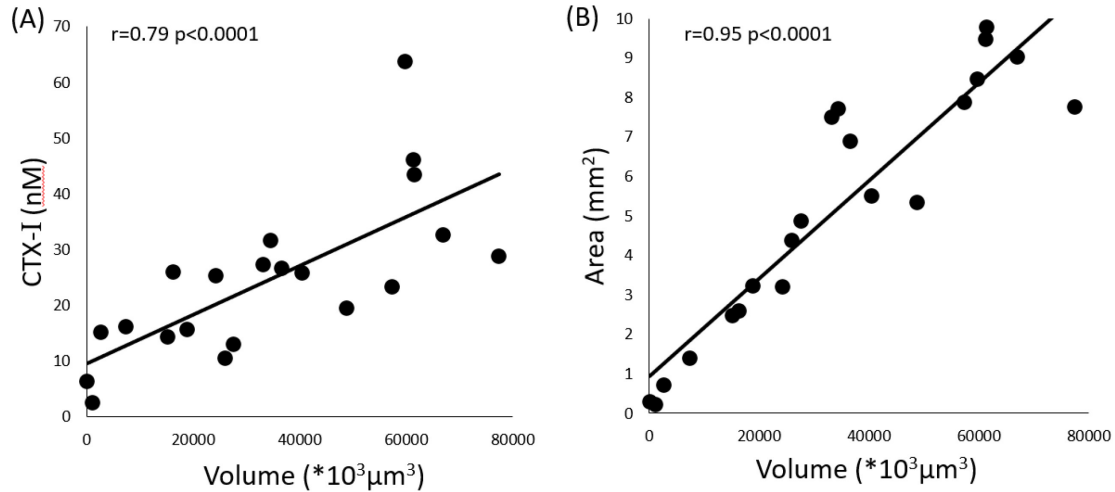 (A)
r=0.79 p<0.0001
CTX-I (nM)
70
60
50
40
30
20
10
0
0 20000 40000 60000 80000
Volume (*10³μm³)
(B)
r=0.95 p<0.0001
Area (mm²)
10
9
8
7
6
5
4
3
2
1
0
0 20000 40000 60000 80000
Volume (*10³μm³)